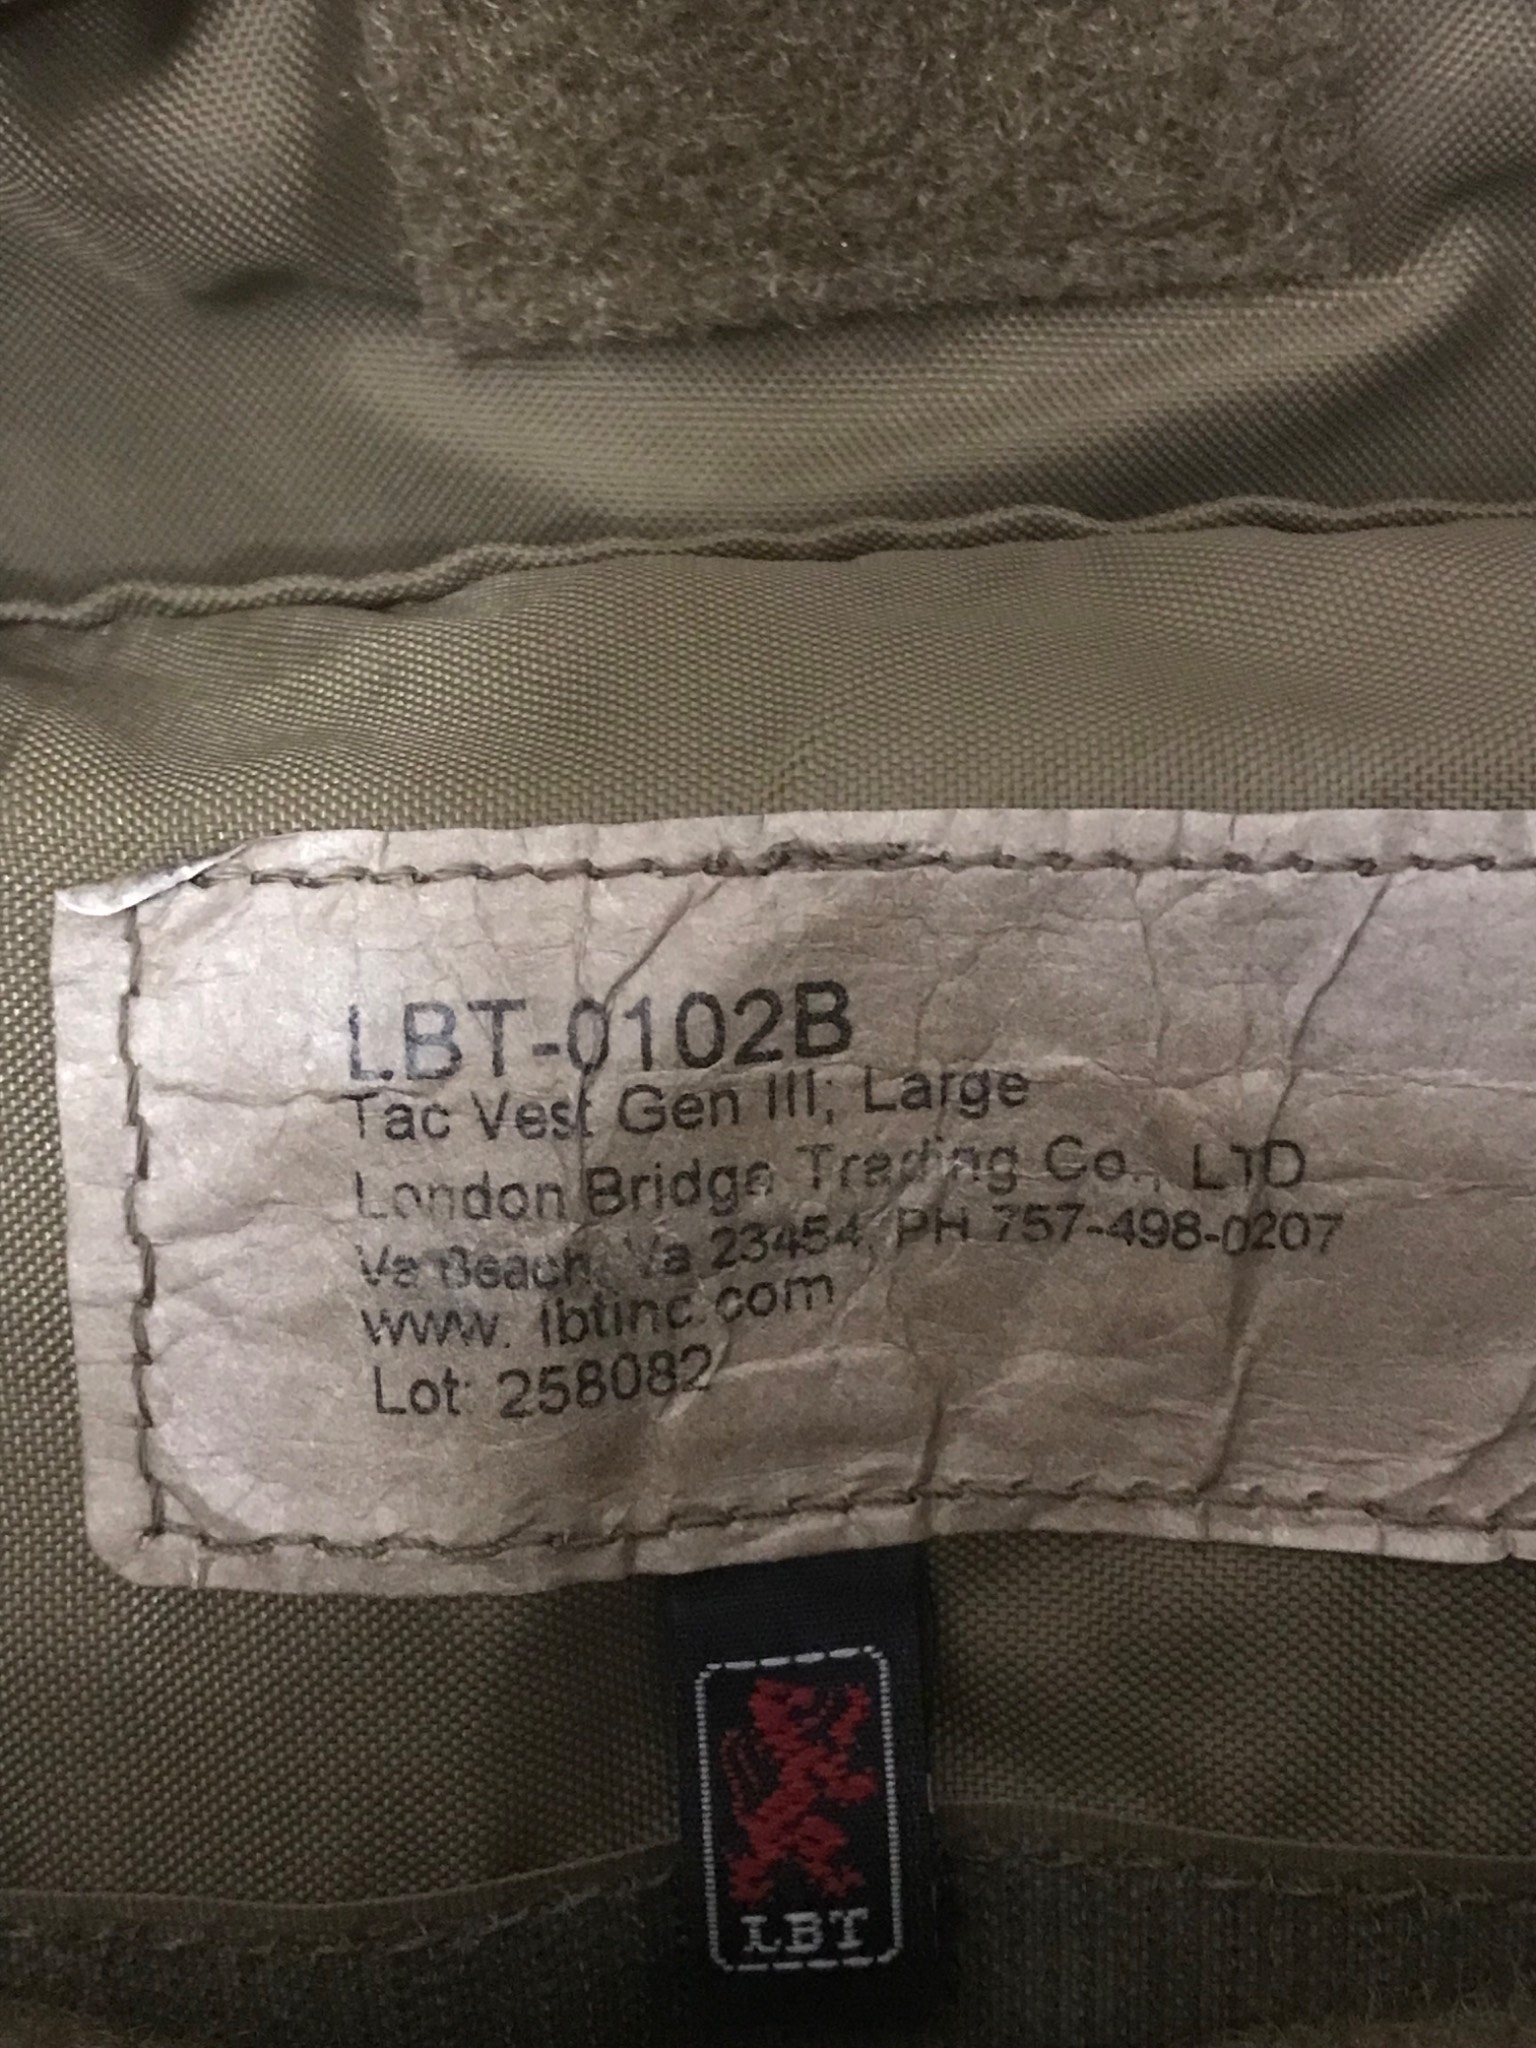 LBT-0102B
Tac Vest Gen III; Large
London Bridge Trading Co., LTD
Va Beach, Va 23454, PH 757-498-0207
www. lbtinc.com
Lot: 258082
LBT